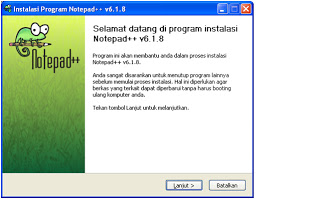 Instalasi Program Notepad++ v6.1.8
Notepad++
Selamat datang di program instalasi
Notepad++ v6.1.8
Program ini akan membantu anda dalam proses instalasi
Notepad++ v6.1.8.
Anda sangat disarankan untuk menutup program lainnya
sebelum memulai proses instalasi. Hal ini diperlukan agar
berkas yang terkait dapat diperbarui tanpa harus booting
ulang komputer anda.
Tekan tombol Lanjut untuk melanjutkan.
Lanjut >
Batalkan